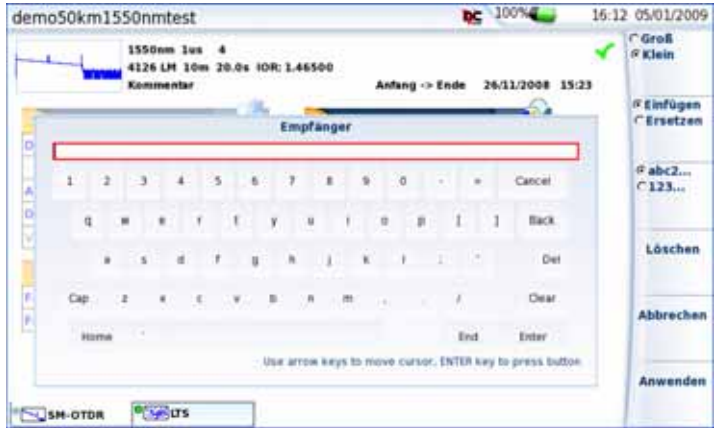 demo50km1550nmtest
DC 100% 16:12 05/01/2009
1550nm 1us 4
4126 LM 10m 20.0s IOR: 1.46500
Kommentar Anfang -> Ende 26/11/2008 15:23
Groß
Klein
Einfügen
Ersetzen
abc2...
123...
Löschen
Abbrechen
Anwenden
Empfänger
1 2 3 4 5 6 7 8 9 0 - = Cancel
q w e r t y u i o p [ ] Back
a s d f g h j k l ; ' Del
Cap z x c v b n m , . / Clear
Home ` End Enter
Use arrow keys to move cursor, ENTER key to press button
SM-OTDR LTS